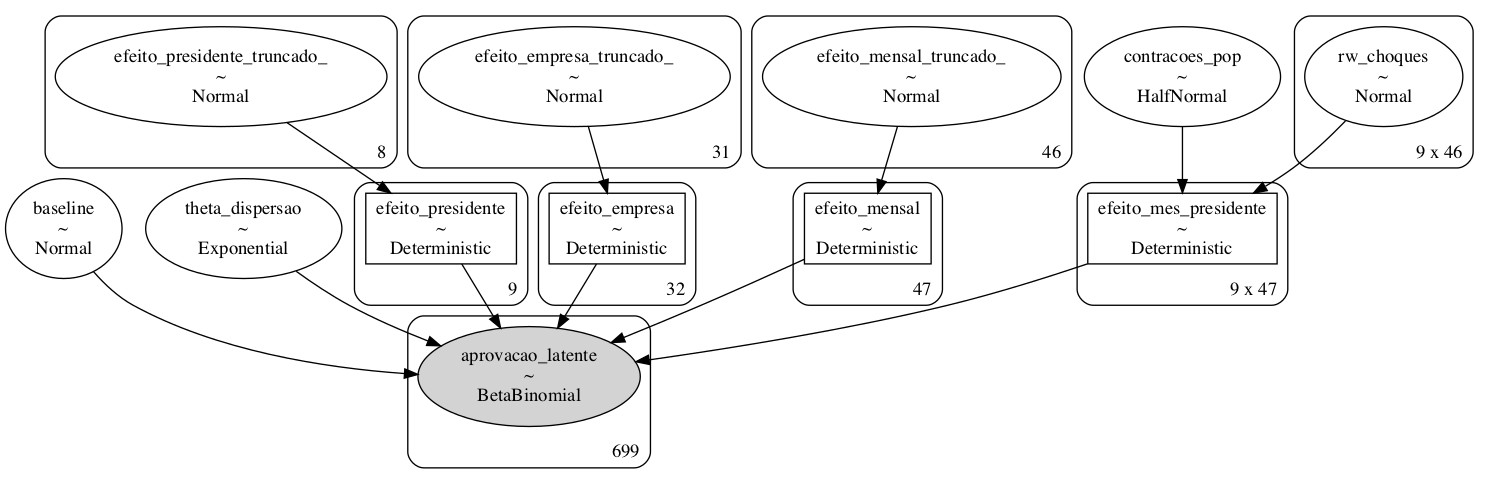 efeito_presidente_truncado_
~
Normal
8
efeito_empresa_truncado_
~
Normal
31
efeito_mensal_truncado_
~
Normal
46
contracoes_pop
~
HalfNormal
rw_choques
~
Normal
9 x 46
baseline
~
Normal
theta_dispersao
~
Exponential
efeito_presidente
~
Deterministic
9
efeito_empresa
~
Deterministic
32
efeito_mensal
~
Deterministic
47
efeito_mes_presidente
~
Deterministic
9 x 47
aprovacao_latente
~
BetaBinomial
699